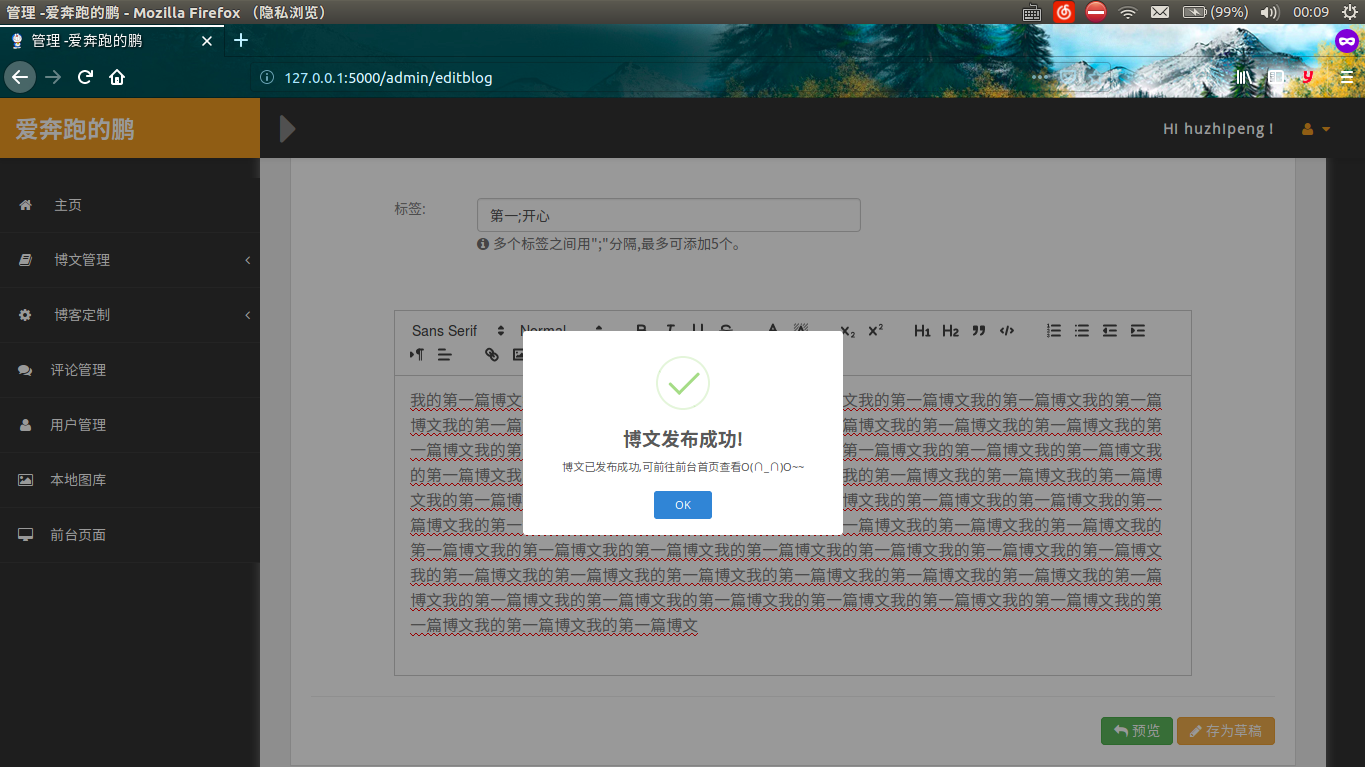 管理 -爱奔跑的鹏 - Mozilla Firefox （隐私浏览）
(99%)
00:09
管理 -爱奔跑的鹏
127.0.0.1:5000/admin/editblog
爱奔跑的鹏
HI huzhipeng !
主页
博文管理
博客定制
评论管理
用户管理
本地图库
前台页面
标签:
第一;开心
多个标签之间用";"分隔,最多可添加5个。
Sans Serif Normal
H1 H2
我的第一篇博文 文我的第一篇博文我的第一篇博文我的第一篇
博文我的第一篇 篇博文我的第一篇博文我的第一篇博文我的第
一篇博文我的第 第一篇博文我的第一篇博文我的第一篇博文我
的第一篇博文我 我的第一篇博文我的第一篇博文我的第一篇博
文我的第一篇博 博文我的第一篇博文我的第一篇博文我的第一
篇博文我的第一 一篇博文我的第一篇博文我的第一篇博文我的
第一篇博文我的第一篇博文我的第一篇博文我的第一篇博文我的第一篇博文我的第一篇博文我的第一篇博文
我的第一篇博文我的第一篇博文我的第一篇博文我的第一篇博文我的第一篇博文我的第一篇博文我的第一篇
博文我的第一篇博文我的第一篇博文我的第一篇博文我的第一篇博文我的第一篇博文我的第一篇博文我的第
一篇博文我的第一篇博文我的第一篇博文
博文发布成功!
博文已发布成功,可前往前台首页查看O(∩_∩)O~~
OK
预览
存为草稿